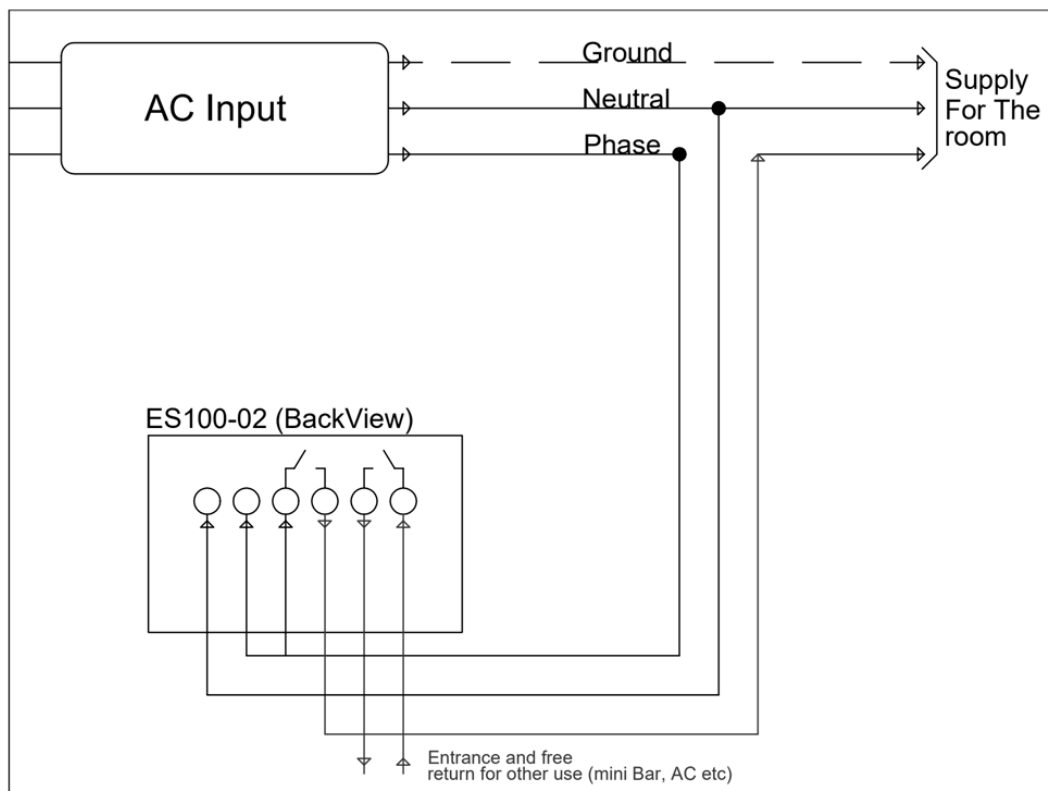 Ground
AC Input
Neutral
Phase
Supply
For The
room
ES100-02 (BackView)
Entrance and free
return for other use (mini Bar, AC etc)